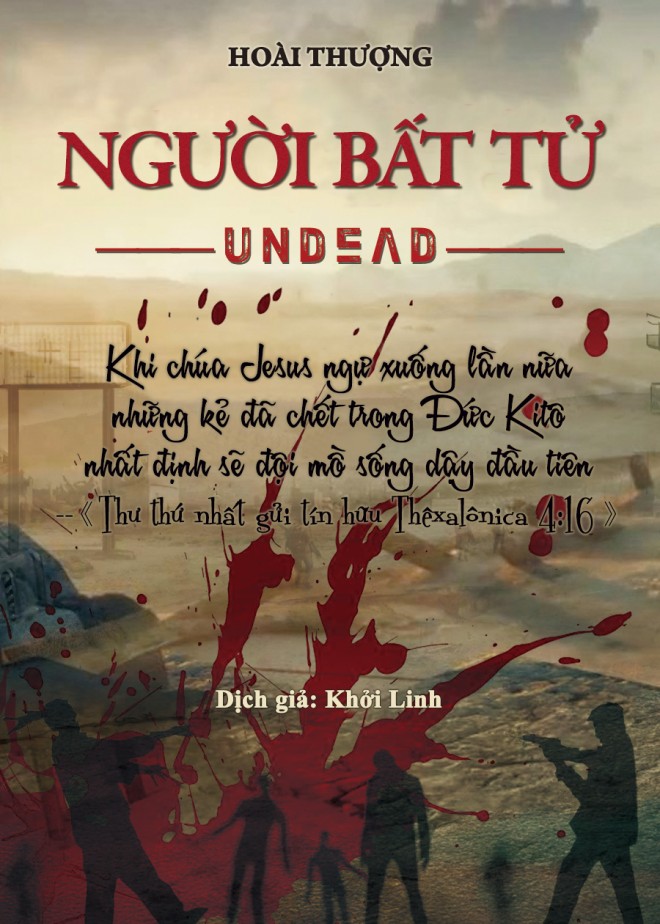 HOÀI THƯỢNG
NGƯỜI BẤT TỬ
UNDEAD
Khi chúa Jesus ngự xuống lần nữa
những kẻ đã chết trong Đức Kitô
nhất định sẽ đội mồ sống dậy đầu tiên
--《Thư thứ nhất gửi tín hữu Thêxalônica 4:16》
Dịch giả: Khởi Linh